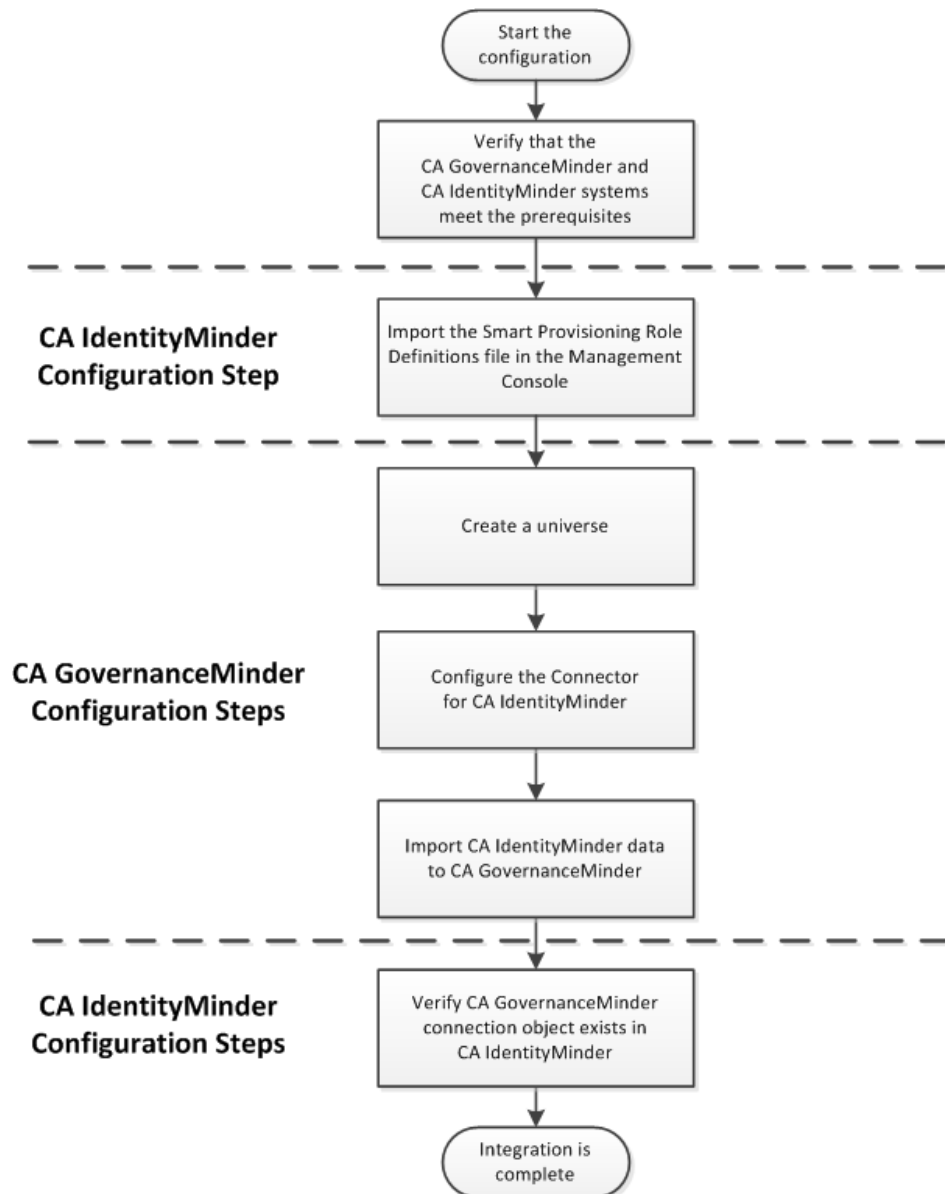 Start the
configuration
Verify that the
CA GovernanceMinder and
CA IdentityMinder systems
meet the prerequisites
CA IdentityMinder
Configuration Step
Import the Smart Provisioning Role
Definitions file in the Management
Console
Create a universe
CA GovernanceMinder
Configuration Steps
Configure the Connector
for CA IdentityMinder
Import CA IdentityMinder data
to CA GovernanceMinder
CA IdentityMinder
Configuration Steps
Verify CA GovernanceMinder
connection object exists in
CA IdentityMinder
Integration is
complete